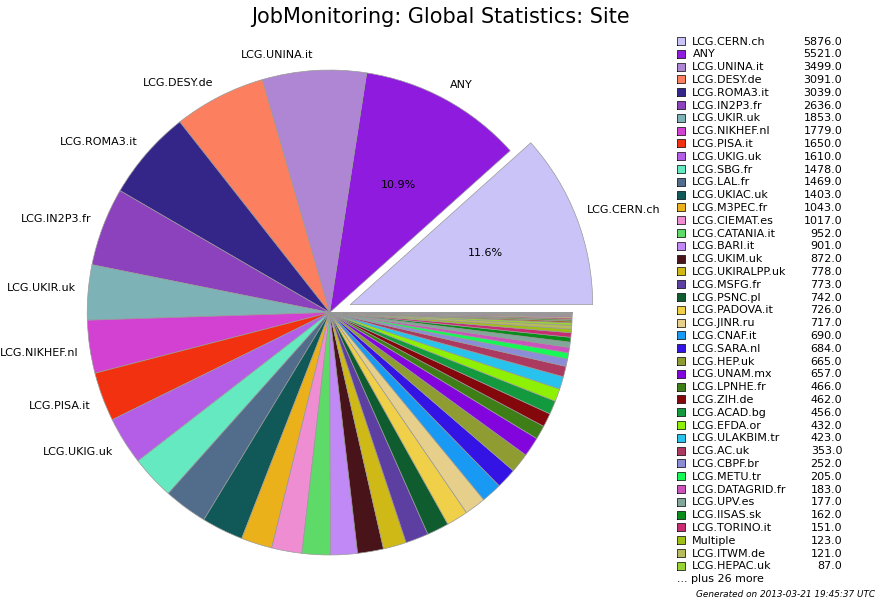 JobMonitoring: Global Statistics: Site
LCG.UNINA.it
LCG.DESY.de
ANY
LCG.ROMA3.it
10.9%
LCG.CERN.ch
LCG.IN2P3.fr
11.6%
LCG.UKIR.uk
LCG.NIKHEF.nl
LCG.PISA.it
LCG.UKIG.uk
LCG.CERN.ch 5876.0
ANY 5521.0
LCG.UNINA.it 3499.0
LCG.DESY.de 3091.0
LCG.ROMA3.it 3039.0
LCG.IN2P3.fr 2636.0
LCG.UKIR.uk 1853.0
LCG.NIKHEF.nl 1779.0
LCG.PISA.it 1650.0
LCG.UKIG.uk 1610.0
LCG.SBG.fr 1478.0
LCG.LAL.fr 1469.0
LCG.UKIAC.uk 1403.0
LCG.M3PEC.fr 1043.0
LCG.CIEMAT.es 1017.0
LCG.CATANIA.it 952.0
LCG.BARI.it 901.0
LCG.UKIM.uk 872.0
LCG.UKIRALPP.uk 778.0
LCG.MSFG.fr 773.0
LCG.PSNC.pl 742.0
LCG.PADOVA.it 726.0
LCG.JINR.ru 717.0
LCG.CNAF.it 690.0
LCG.SARA.nl 684.0
LCG.HEP.uk 665.0
LCG.UNAM.mx 657.0
LCG.LPNHE.fr 466.0
LCG.ZIH.de 462.0
LCG.ACAD.bg 456.0
LCG.EFDA.or 432.0
LCG.ULAKBIM.tr 423.0
LCG.AC.uk 353.0
LCG.CBPF.br 252.0
LCG.METU.tr 205.0
LCG.DATAGRID.fr 183.0
LCG.UPV.es 177.0
LCG.IISAS.sk 162.0
LCG.TORINO.it 151.0
Multiple 123.0
LCG.ITWM.de 121.0
LCG.HEPAC.uk 87.0
... plus 26 more
Generated on 2013-03-21 19:45:37 UTC